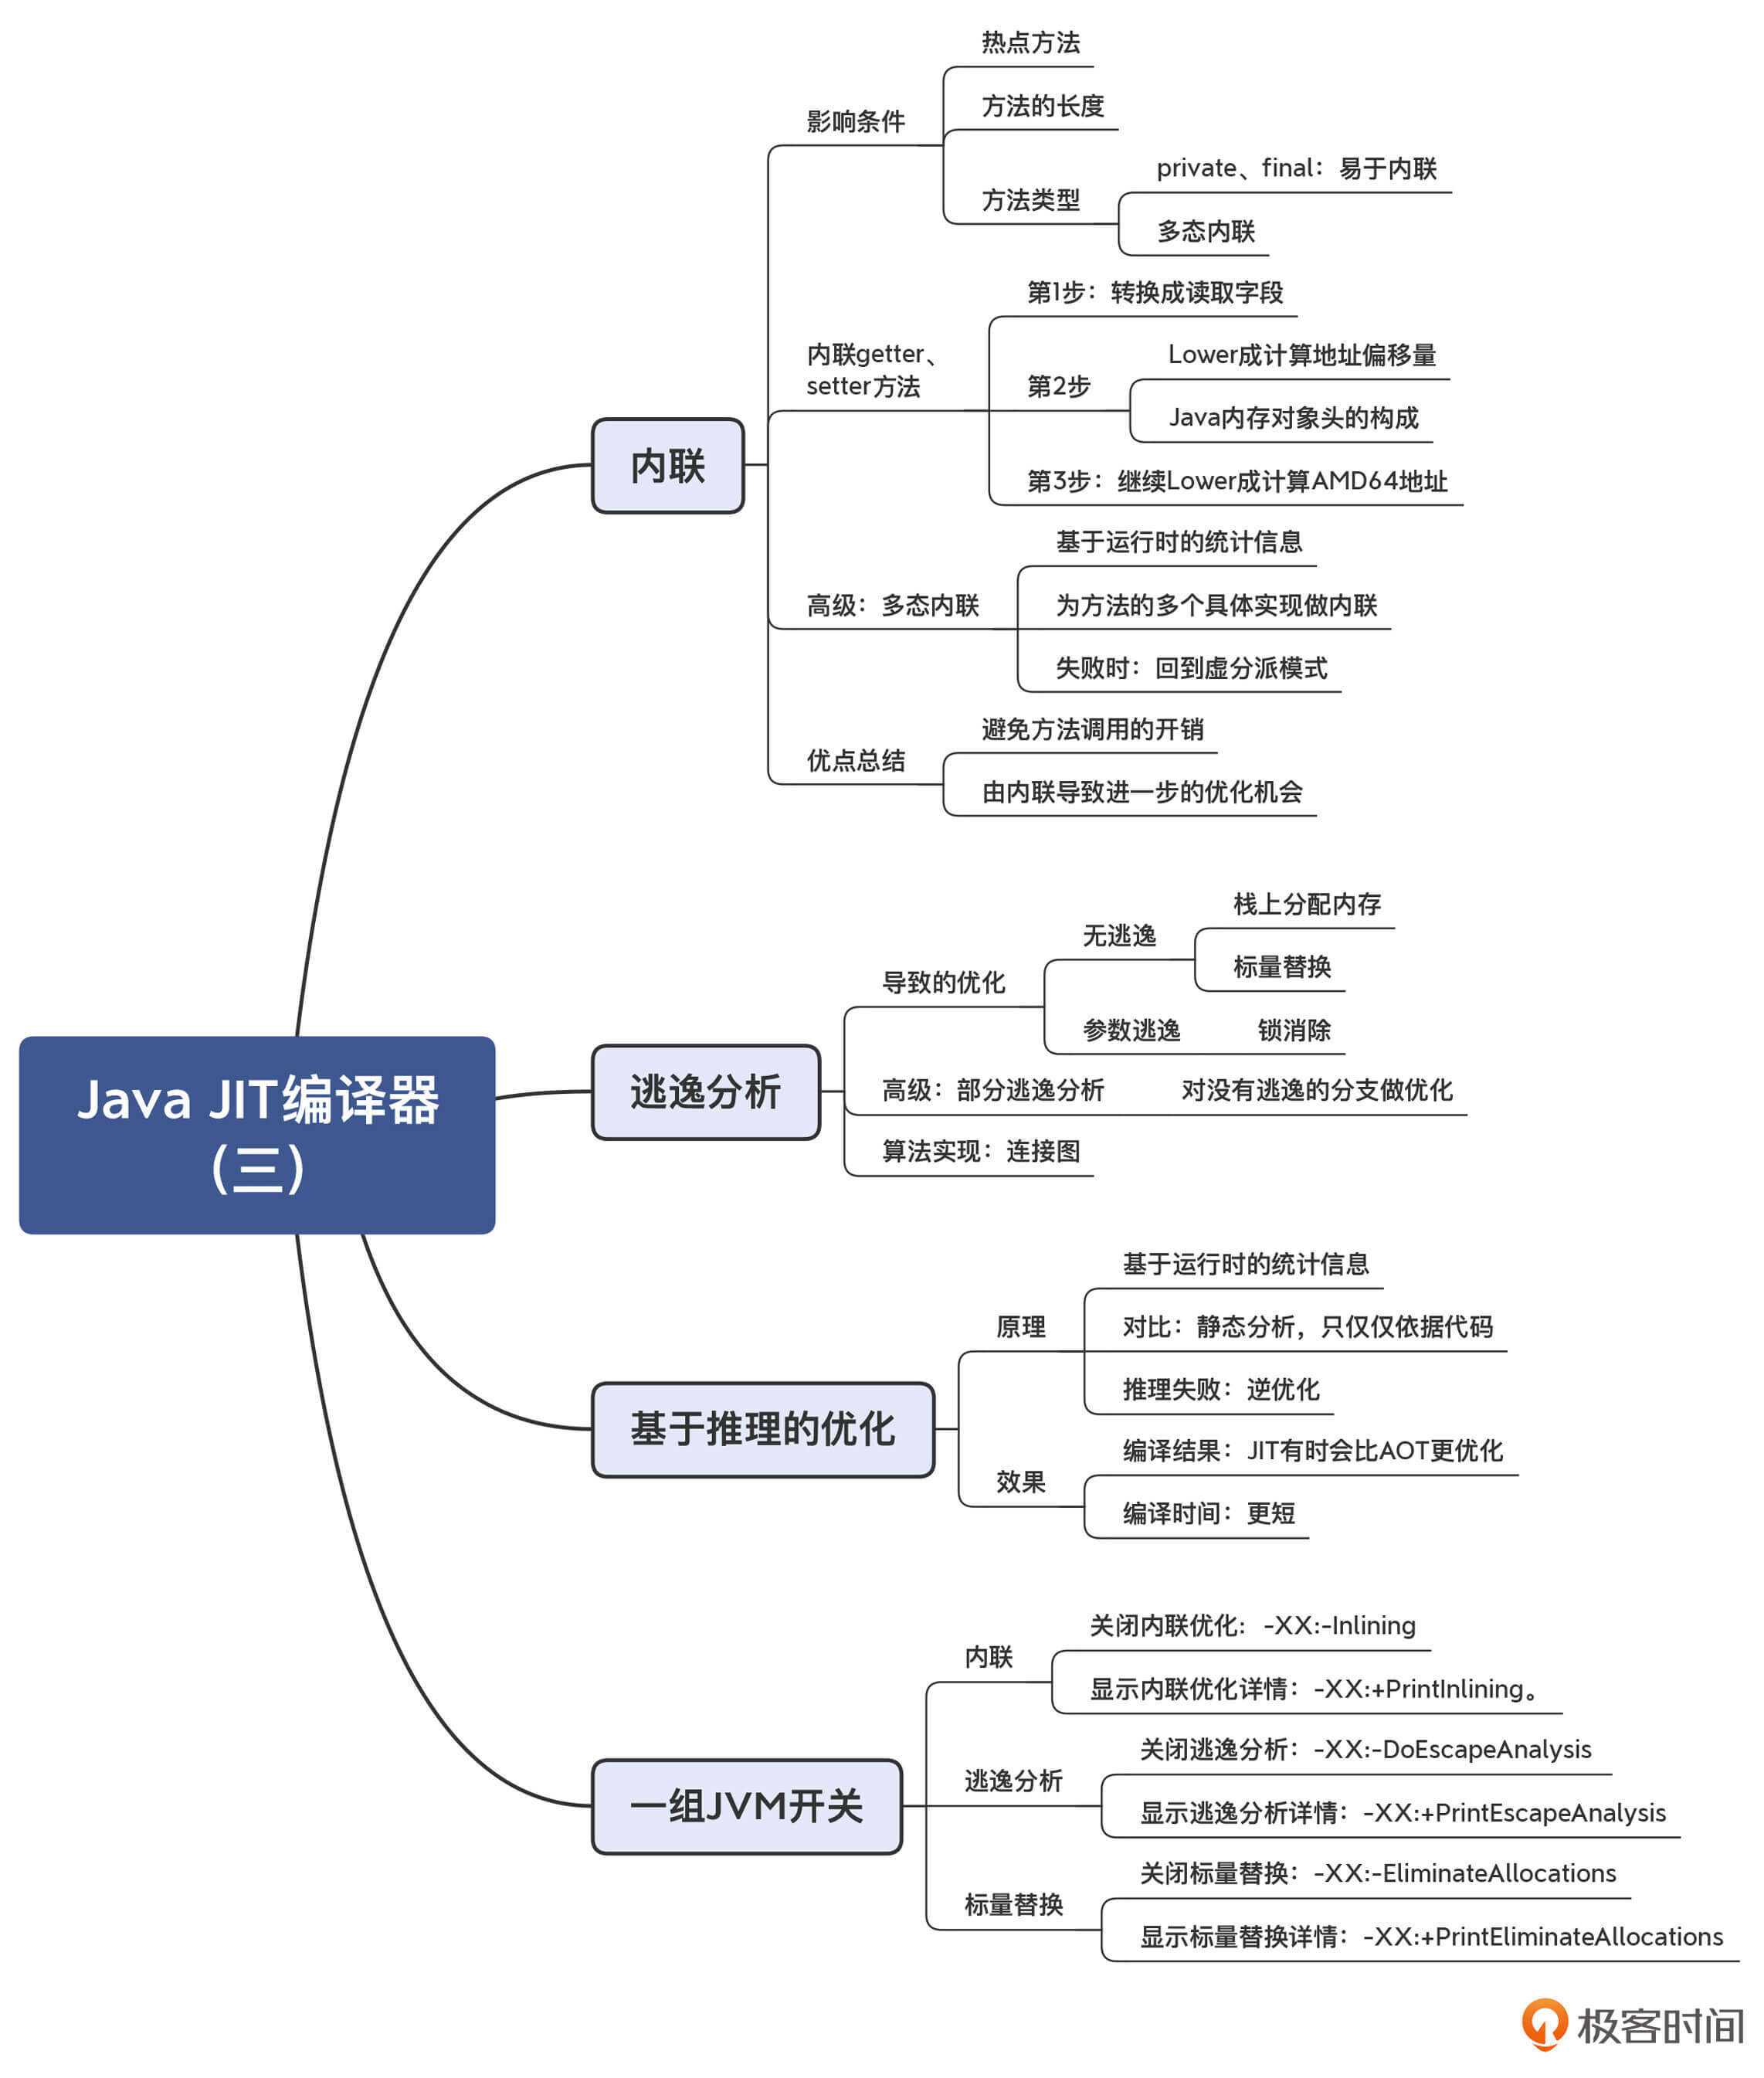 热点方法
方法的长度
影响条件
private、final：易于内联
方法类型
多态内联
第1步：转换成读取字段
内联getter、
setter方法
Lower成计算地址偏移量
第2步
Java内存对象头的构成
内联
第3步：继续Lower成计算AMD64地址
基于运行时的统计信息
高级：多态内联
为方法的多个具体实现做内联
失败时：回到虚分派模式
避免方法调用的开销
优点总结
由内联导致进一步的优化机会
栈上分配内存
无逃逸
标量替换
导致的优化
参数逃逸
锁消除
逃逸分析
高级：部分逃逸分析
对没有逃逸的分支做优化
算法实现：连接图
Java JIT编译器
(三)
基于运行时的统计信息
原理
对比：静态分析，只仅仅依据代码
推理失败：逆优化
基于推理的优化
编译结果：JIT有时会比AOT更优化
效果
编译时间：更短
关闭内联优化：-XX:-Inlining
内联
显示内联优化详情：-XX:+PrintInlining。
关闭逃逸分析：-XX:-DoEscapeAnalysis
逃逸分析
一组JVM开关
显示逃逸分析详情：-XX:+PrintEscapeAnalysis
关闭标量替换：-XX:-EliminateAllocations
标量替换
显示标量替换详情：-XX:+PrintEliminateAllocations
极客时间